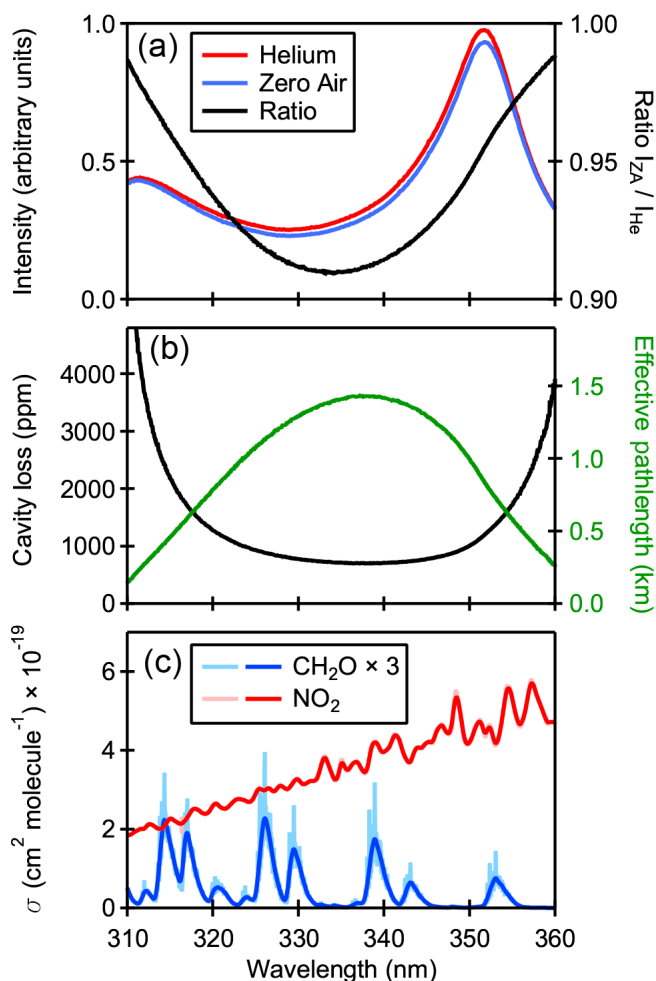 (a)
Helium
Zero Air
Ratio
Intensity (arbitrary units)
1.0
0.5
0.0
Ratio I_ZA / I_He
1.00
0.95
0.90
(b)
Cavity loss (ppm)
4000
3000
2000
1000
0
Effective pathlength (km)
1.5
1.0
0.5
0.0
(c)
CH₂O × 3
NO₂
σ (cm² molecule⁻¹) × 10⁻¹⁹
6
4
2
0
310 320 330 340 350 360
Wavelength (nm)